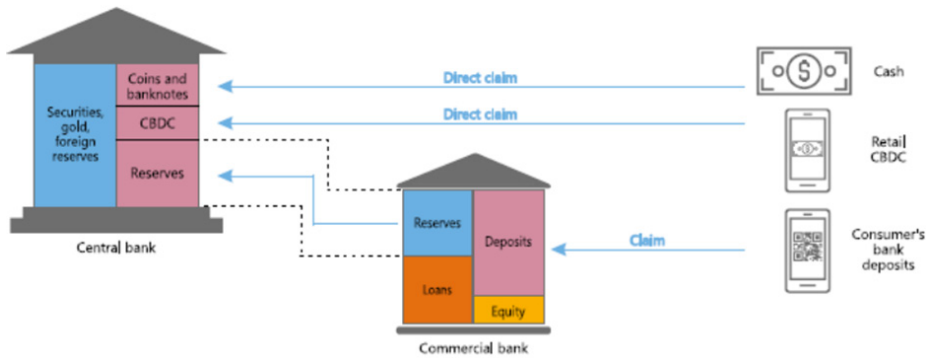 Coins and
banknotes
Securities,
gold,
foreign
reserves
CBDC
Reserves
Central bank
Direct claim
Direct claim
Claim
Cash
Retail
CBDC
Consumer's
bank
deposits
Reserves
Deposits
Loans
Equity
Commercial bank